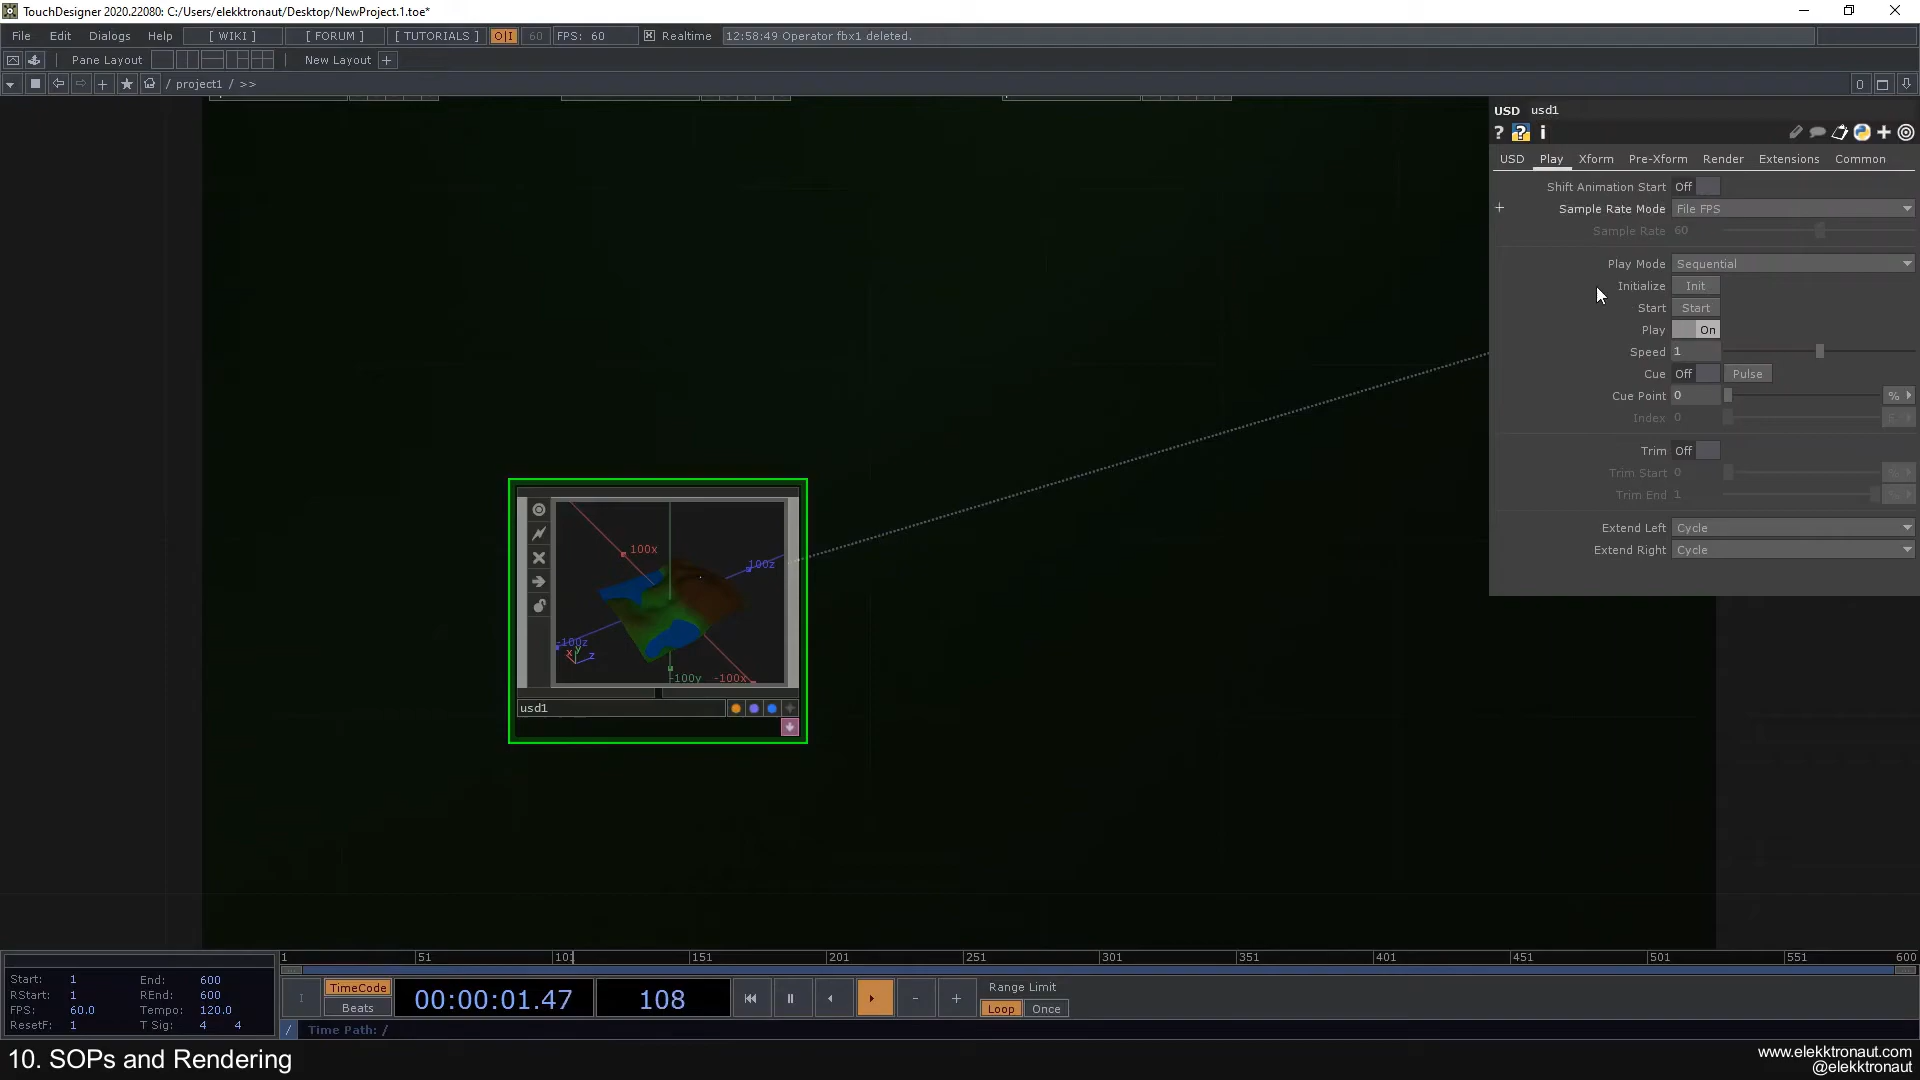 TouchDesigner 2020.22080: C:/Users/elekktronaut/Desktop/NewProject.1.toe*
File Edit Dialogs Help [ WIKI ] [ FORUM ] [ TUTORIALS ] O|I 60 FPS: 60 Realtime 12:58:49 Operator fbx1 deleted.
Pane Layout New Layout +
/ project1 / >> 0
USD usd1
? ? i
USD Play Xform Pre-Xform Render Extensions Common
Shift Animation Start Off
+ Sample Rate Mode File FPS
Sample Rate 60
Play Mode Sequential
Initialize Init
Start Start
Play On
Speed 1
Cue Off Pulse
Cue Point 0 %
Index 0
Trim Off
Trim Start 0
Trim End 1
Extend Left Cycle
Extend Right Cycle
100x
100z
-100z
x y z
-100y -100x
usd1
1 51 101 151 201 251 301 351 401 451 501 551 600
Start: 1 End: 600
RStart: 1 REnd: 600
FPS: 60.0 Tempo: 120.0
ResetF: 1 T Sig: 4 4
I TimeCode
Beats
00:00:01.47 108
- +
Range Limit
Loop Once
/ Time Path: /
10. SOPs and Rendering
www.elekktronaut.com
@elekktronaut